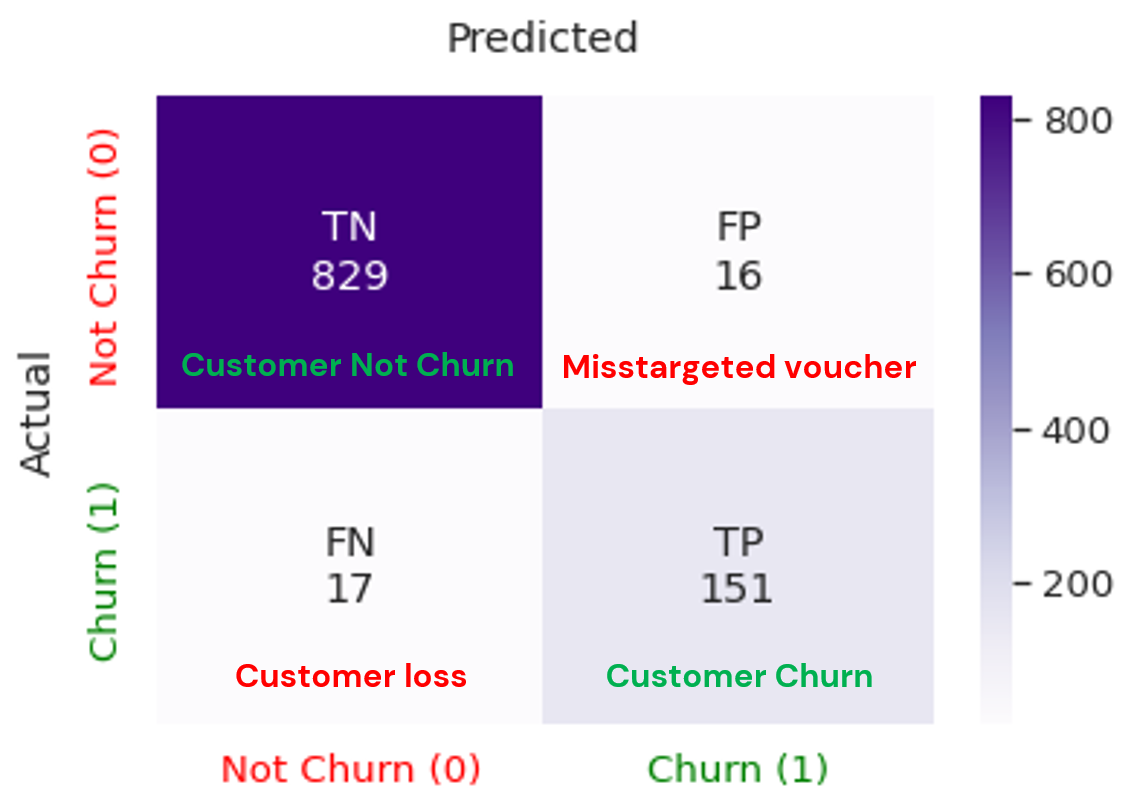 Predicted
Actual
Not Churn (0)
TN
829
Customer Not Churn
FP
16
Misstargeted voucher
Churn (1)
FN
17
Customer loss
TP
151
Customer Churn
Not Churn (0)
Churn (1)
800
600
400
200